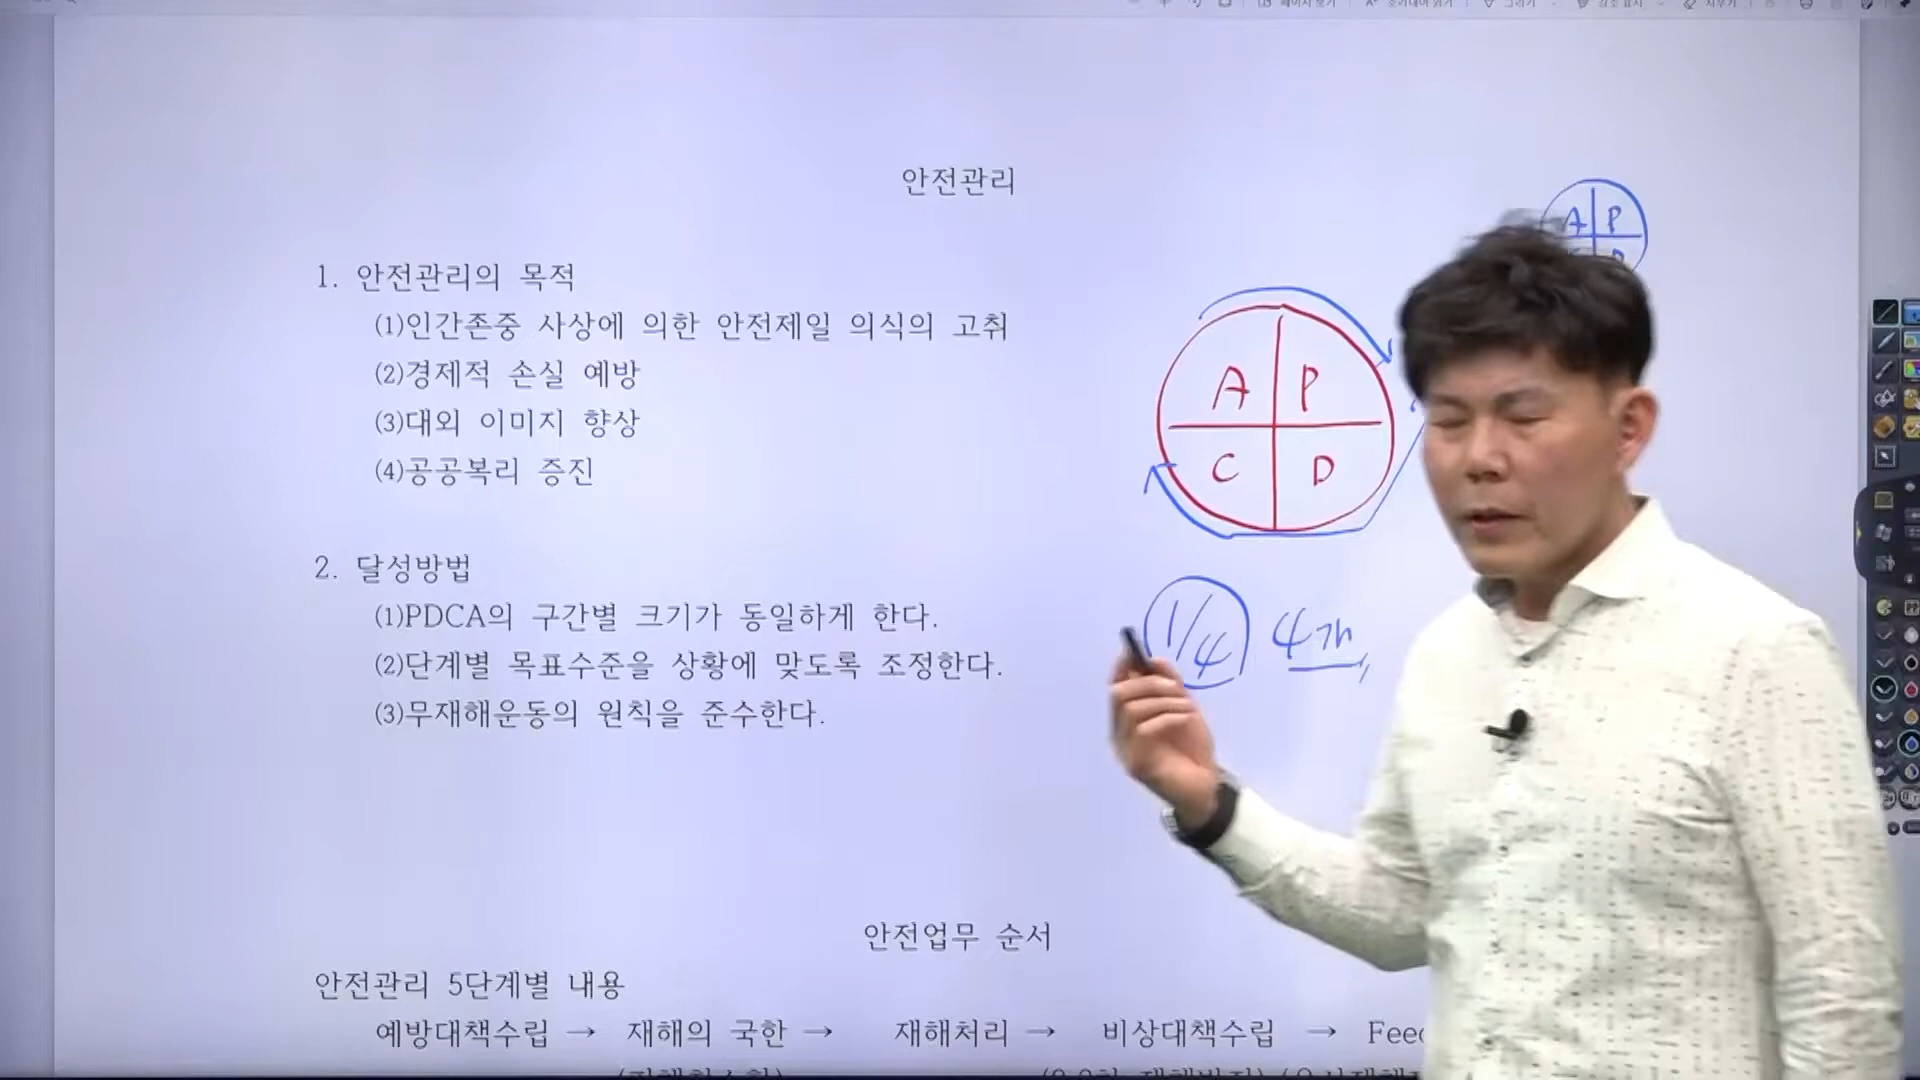 안전관리
A P
1. 안전관리의 목적
(1)인간존중 사상에 의한 안전제일 의식의 고취
(2)경제적 손실 예방
(3)대외 이미지 향상
(4)공공복리 증진
A P
C D
2. 달성방법
(1)PDCA의 구간별 크기가 동일하게 한다.
(2)단계별 목표수준을 상황에 맞도록 조정한다.
(3)무재해운동의 원칙을 준수한다.
1/4 4개
안전업무 순서
안전관리 5단계별 내용
예방대책수립 → 재해의 국한 → 재해처리 → 비상대책수립 →